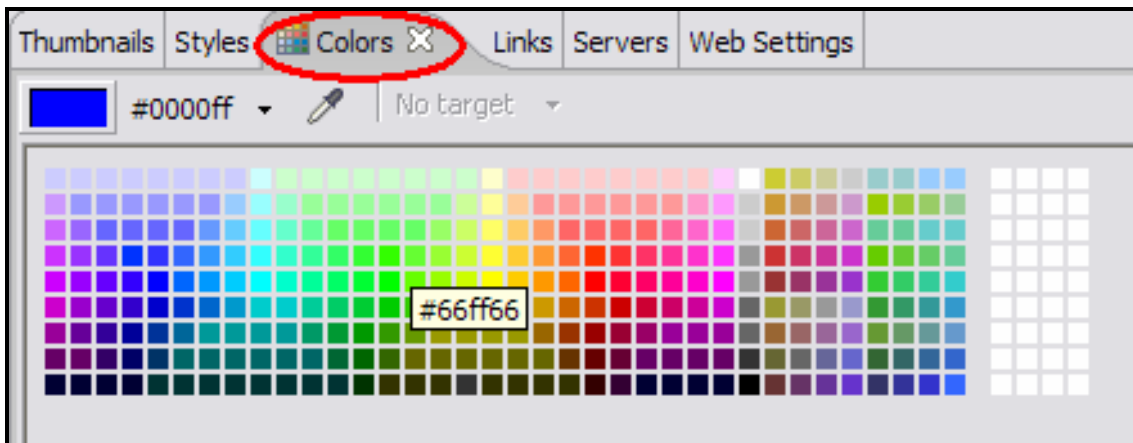 Thumbnails Styles Colors Links Servers Web Settings
#0000ff No target
#66ff66